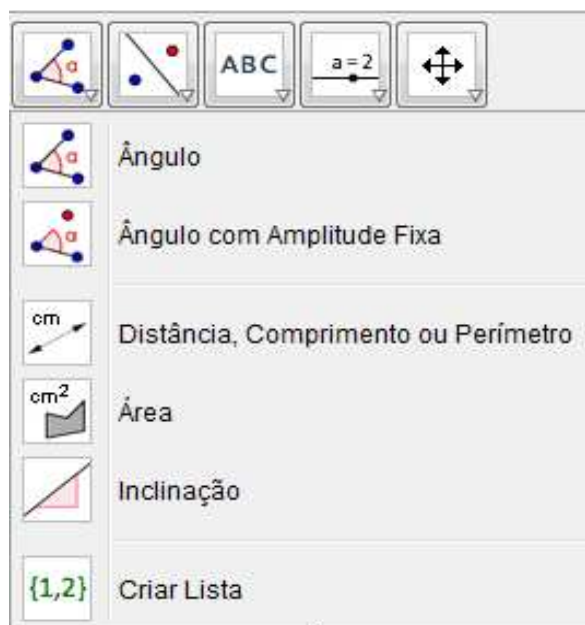 α ABC a = 2
α Ângulo
α Ângulo com Amplitude Fixa
cm Distância, Comprimento ou Perímetro
cm² Área
Inclinação
{1,2} Criar Lista